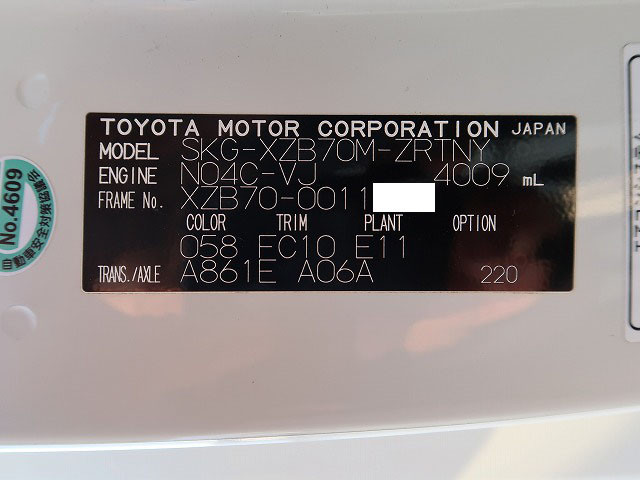 TOYOTA MOTOR CORPORATION JAPAN
MODEL SKG-XZB70M-ZRTNY
ENGINE N04C-VJ 4009 mL
FRAME No. XZB70-0011
COLOR TRIM PLANT OPTION
058 EC10 E11
TRANS./AXLE A861E A06A 220
No.4609